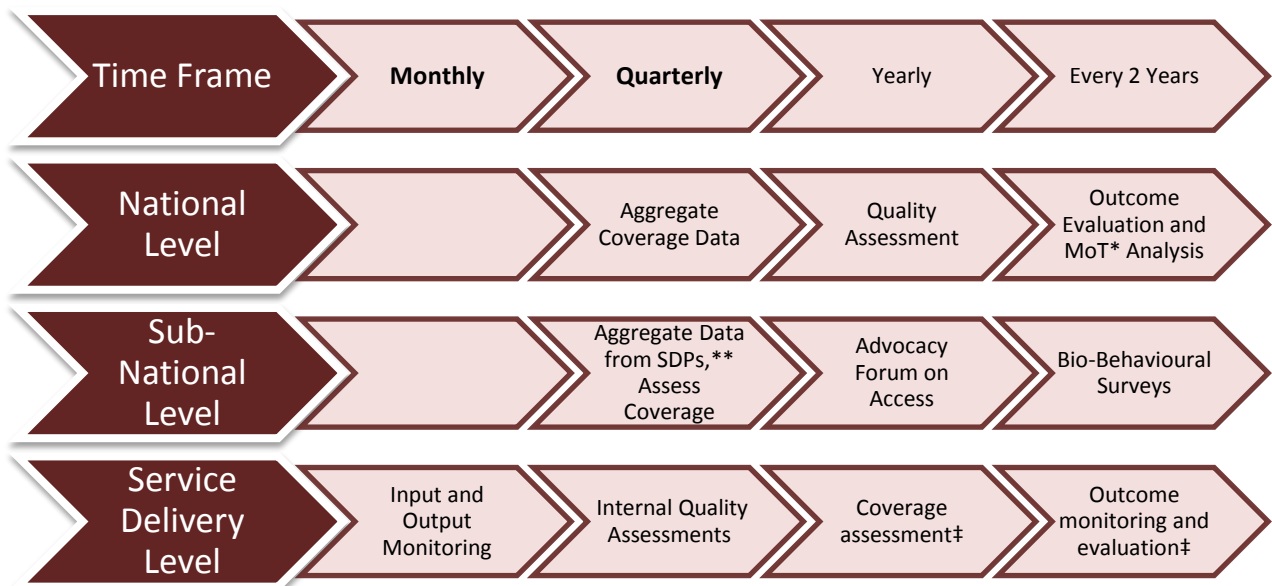 Time Frame
Monthly
Quarterly
Yearly
Every 2 Years
National
Level
Aggregate
Coverage Data
Quality
Assessment
Outcome
Evaluation and
MoT* Analysis
Sub-
National
Level
Aggregate Data
from SDPs,**
Assess
Coverage
Advocacy
Forum on
Access
Bio-Behavioural
Surveys
Service
Delivery
Level
Input and
Output
Monitoring
Internal Quality
Assessments
Coverage
assessment‡
Outcome
monitoring and
evaluation‡